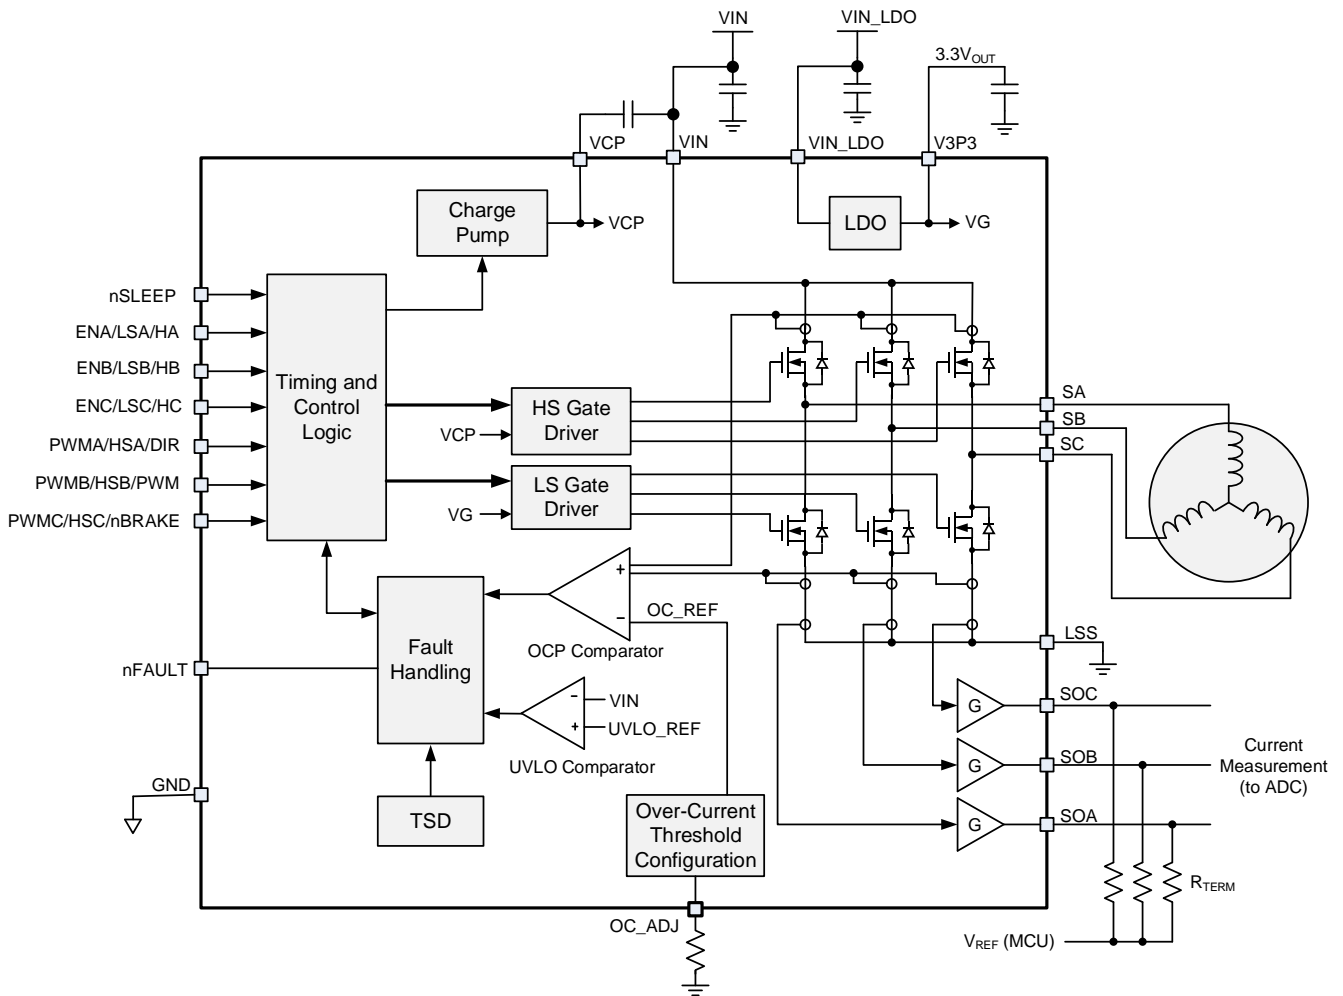 VIN
VIN_LDO
3.3VOUT
VCP
VIN
VIN_LDO
V3P3
Charge
Pump
VCP
LDO
VG
nSLEEP
ENA/LSA/HA
ENB/LSB/HB
ENC/LSC/HC
PWMA/HSA/DIR
PWMB/HSB/PWM
PWMC/HSC/nBRAKE
Timing and
Control
Logic
HS Gate
Driver
VCP
LS Gate
Driver
VG
SA
SB
SC
+
−
OC_REF
OCP Comparator
Fault
Handling
nFAULT
-
+
VIN
UVLO_REF
UVLO Comparator
LSS
G
SOC
G
SOB
G
SOA
Current
Measurement
(to ADC)
GND
TSD
Over-Current
Threshold
Configuration
RTERM
OC_ADJ
VREF (MCU)